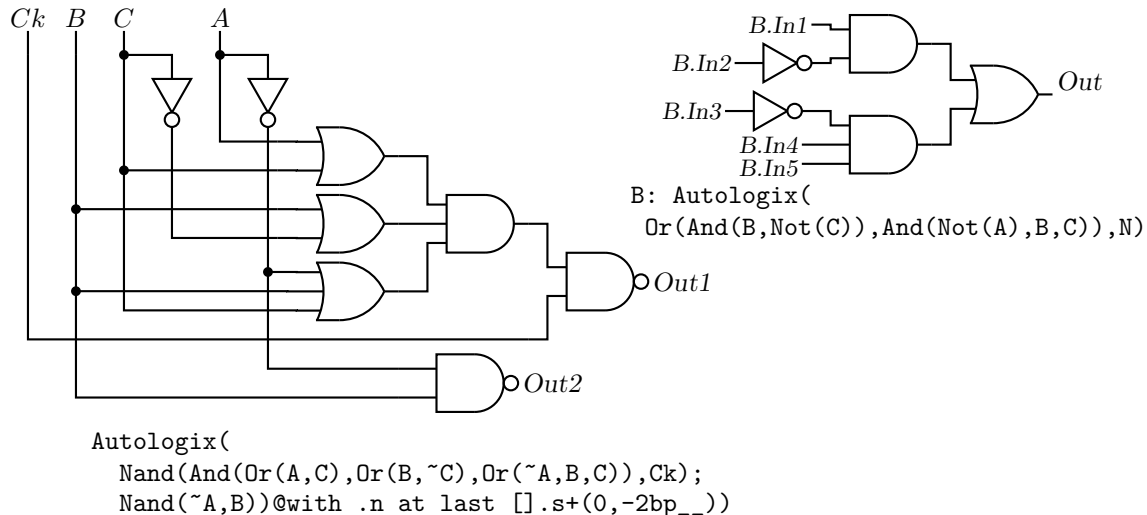 Ck B C A
B.In1
B.In2
B.In3
B.In4
B.In5
Out
B: Autologix(
Or(And(B,Not(C)),And(Not(A),B,C)),N)
Out1
Out2
Autologix(
Nand(And(Or(A,C),Or(B,~C),Or(~A,B,C)),Ck);
Nand(~A,B))@with .n at last [].s+(0,-2bp__))